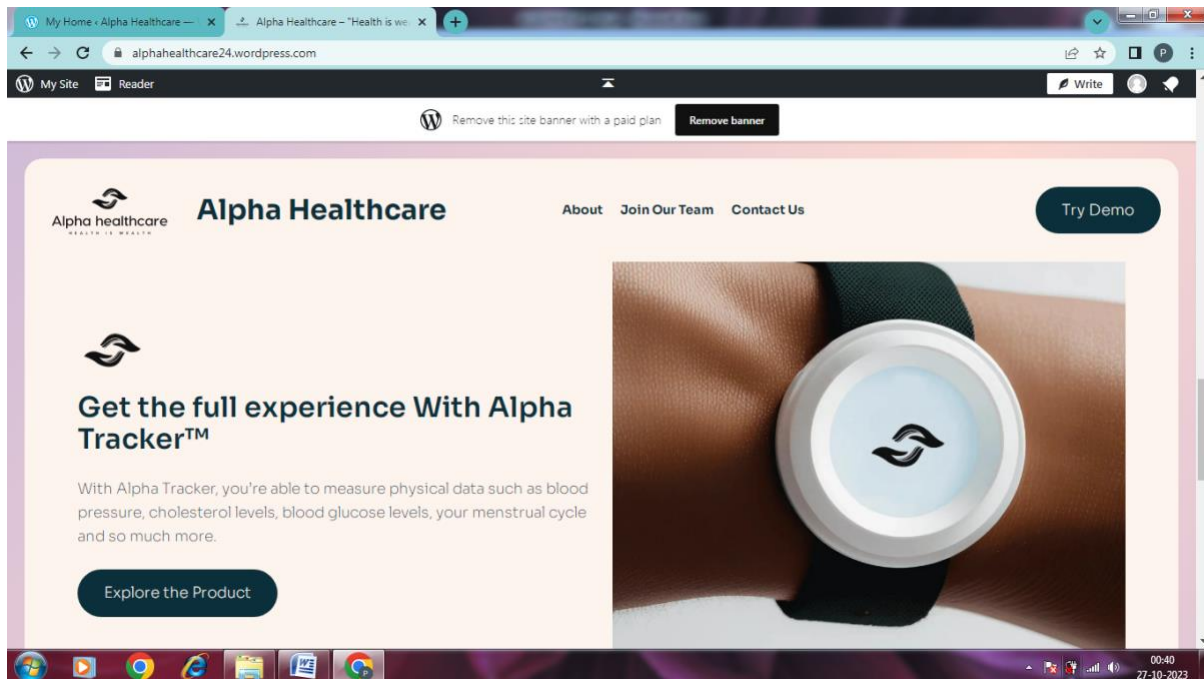 My Home ‹ Alpha Healthcare —
Alpha Healthcare – "Health is we
alphahealthcare24.wordpress.com
P
My Site Reader
Write
Remove this site banner with a paid plan Remove banner
Alpha healthcare
HEALTH IS WEALTH
Alpha Healthcare
About Join Our Team Contact Us
Try Demo
Get the full experience With Alpha
Tracker™
With Alpha Tracker, you're able to measure physical data such as blood
pressure, cholesterol levels, blood glucose levels, your menstrual cycle
and so much more.
Explore the Product
00:40
27-10-2023